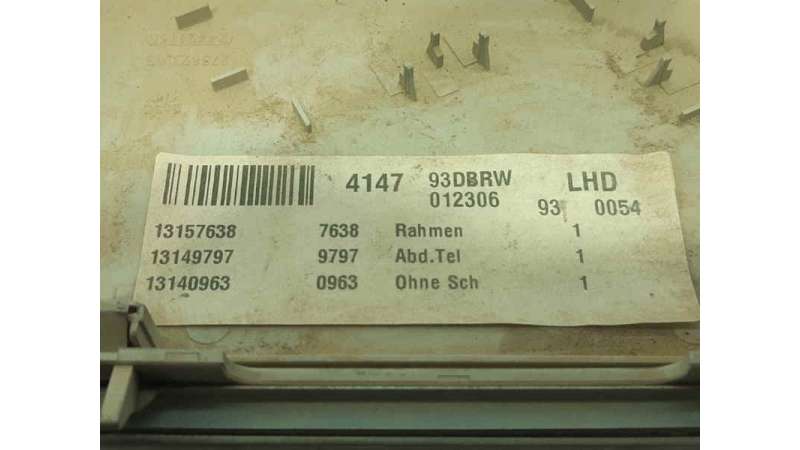 4147 93DBRW LHD
012306 93 0054
13157638 7638 Rahmen 1
13149797 9797 Abd.Tel 1
13140963 0963 Ohne Sch 1